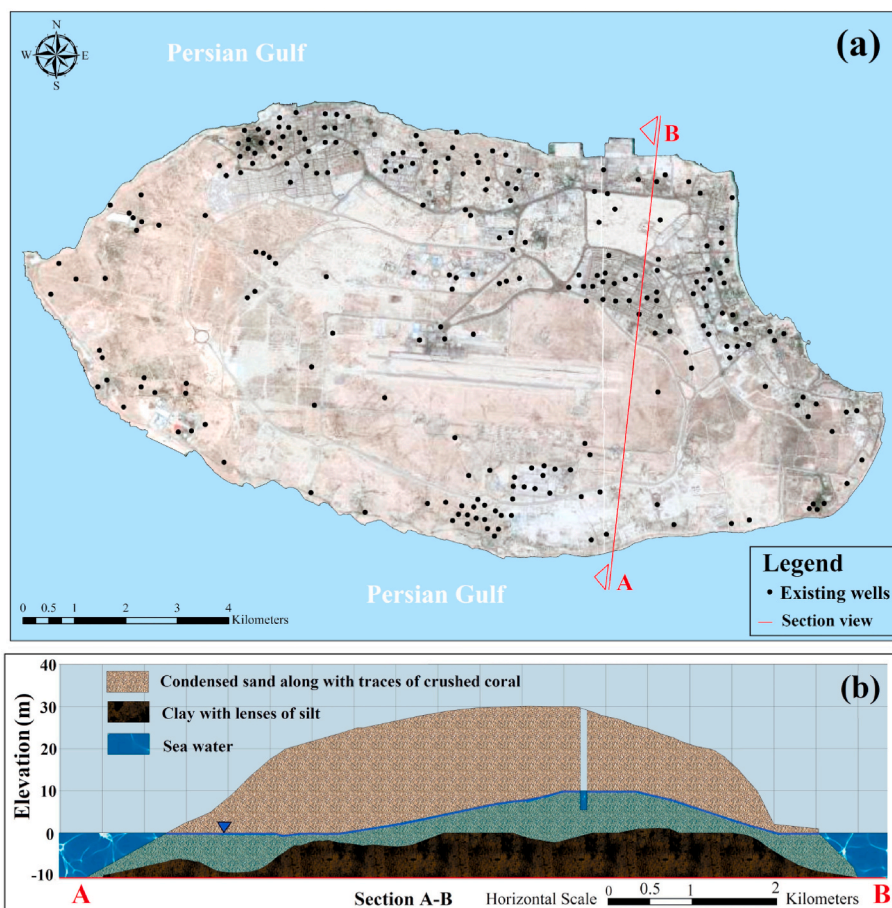 Persian Gulf
(a)
N
W E
S
B
A
Persian Gulf
Legend
Existing wells
Section view
0 0.5 1 2 3 4
Kilometers
(b)
Condensed sand along with traces of crushed coral
Clay with lenses of silt
Sea water
Elevation (m)
40
30
20
10
0
-10
A
B
Section A-B
Horizontal Scale
0 0.5 1 2
Kilometers